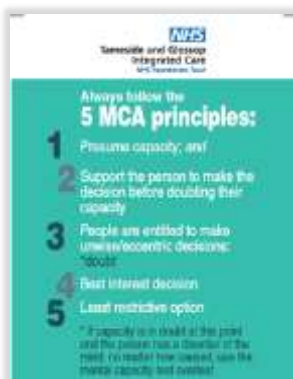 NHS
Tameside and Glossop
Integrated Care
NHS Foundation Trust
Always follow the
5 MCA principles:
1 Presume capacity; and
2 Support the person to make the
decision before doubting their
capacity
3 People are entitled to make
unwise/eccentric decisions:
*doubt
4 Best interest decision
5 Least restrictive option
* if capacity is in doubt at this point
and the person has a disorder of the
mind, no matter how caused, use the
mental capacity test overleaf